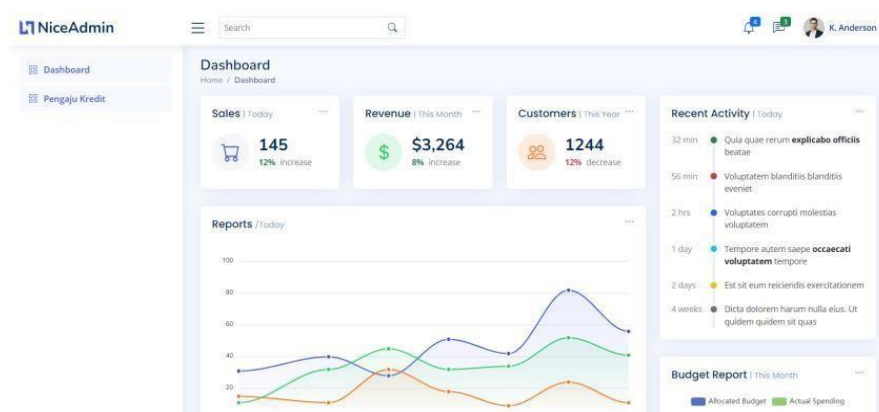 NiceAdmin
Search
4
3
K. Anderson
Dashboard
Pengaju Kredit
Dashboard
Home / Dashboard
Sales | Today
145
12% increase
Revenue | This Month
$3,264
8% increase
Customers | This Year
1244
12% decrease
Reports /Today
100
80
60
40
20
Recent Activity | Today
32 min Quia quae rerum explicabo officiis
beatae
56 min Voluptatem blanditiis blanditiis
eveniet
2 hrs Voluptates corrupti molestias
voluptatem
1 day Tempore autem saepe occaecati
voluptatem tempore
2 days Est sit eum reiciendis exercitationem
4 weeks Dicta dolorem harum nulla eius. Ut
quidem quidem sit quas
Budget Report | This Month
Allocated Budget Actual Spending